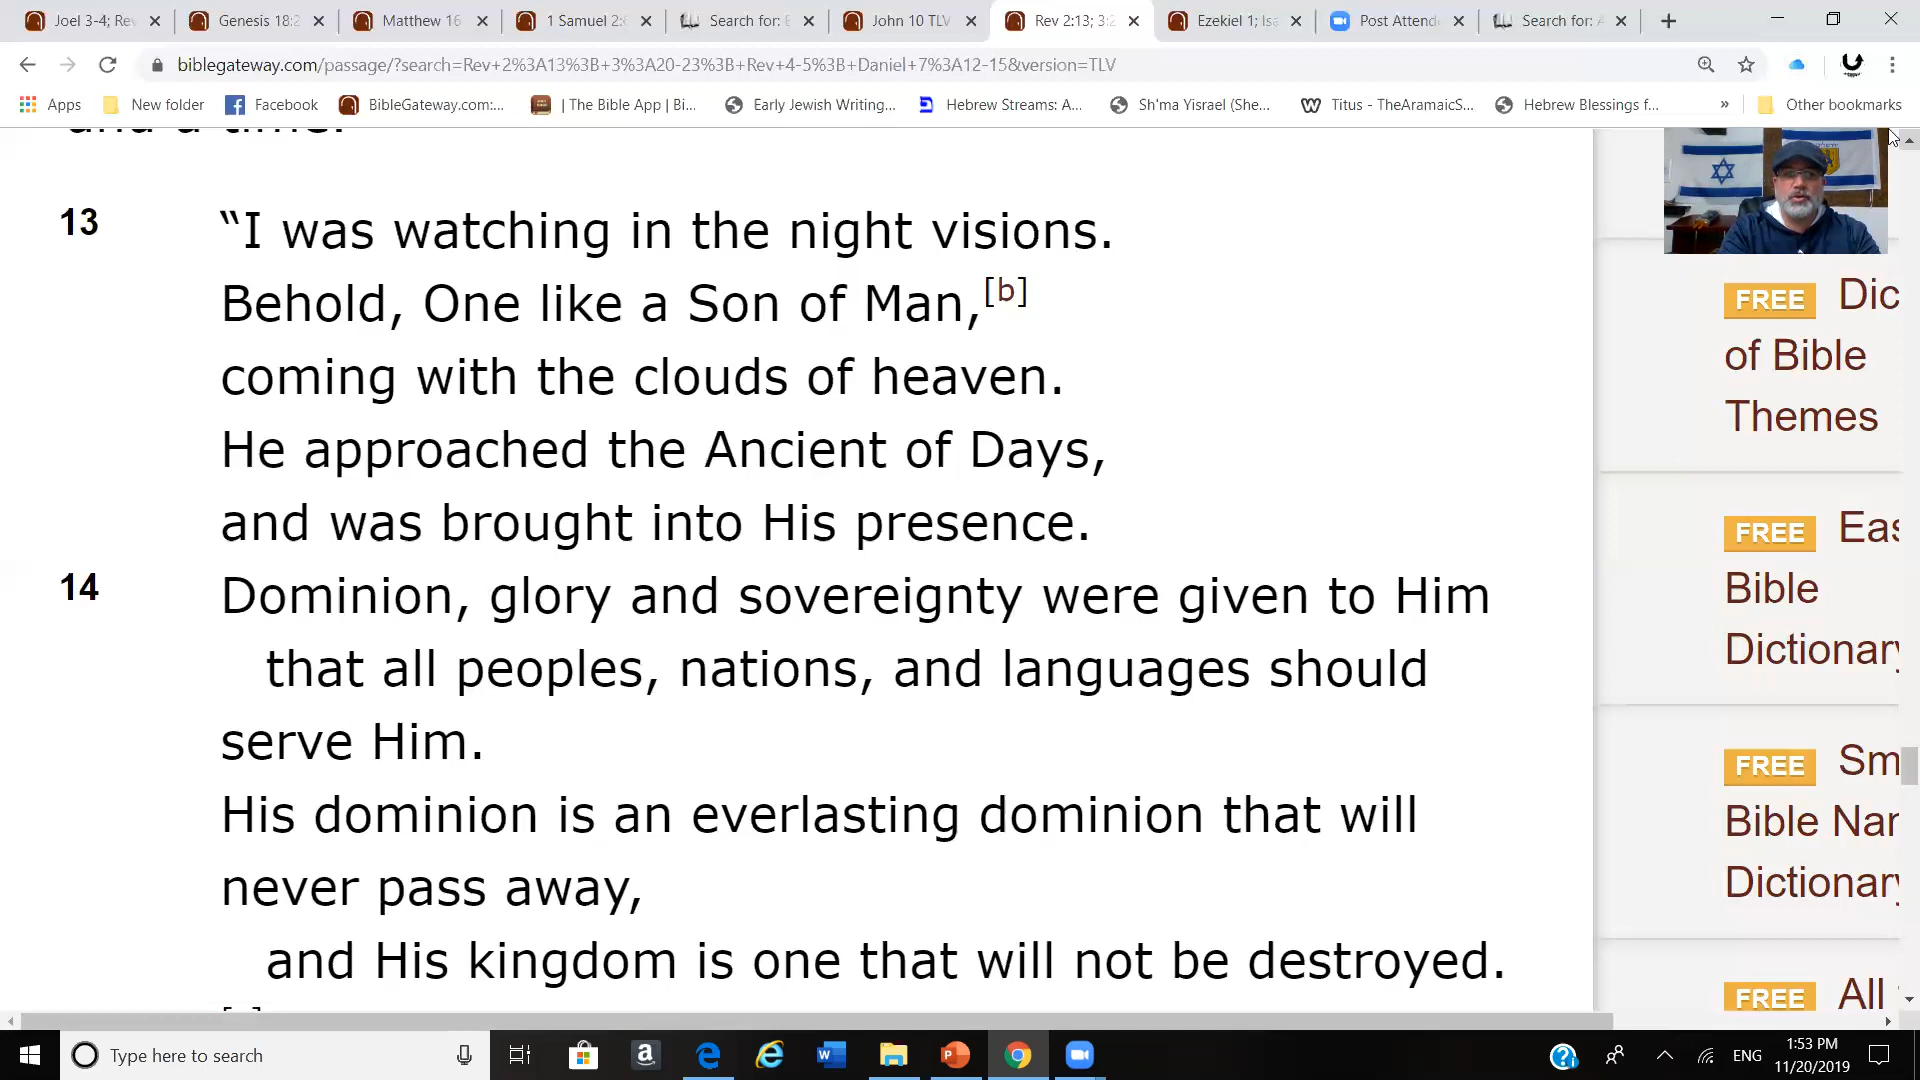 Joel 3-4; Rev
Genesis 18:2
Matthew 16
1 Samuel 2:
Search for:
John 10 TLV
Rev 2:13; 3:2
Ezekiel 1; Isa
Post Attend
Search for:
biblegateway.com/passage/?search=Rev+2%3A13%3B+3%3A20-23%3B+Rev+4-5%3B+Daniel+7%3A12-15&version=TLV
Apps New folder Facebook BibleGateway.com:... | The Bible App | Bi... Early Jewish Writing... Hebrew Streams: A... Sh'ma Yisrael (She... Titus - TheAramaicS... Hebrew Blessings f... » Other bookmarks
and a time.
13 “I was watching in the night visions.
Behold, One like a Son of Man,[b]
coming with the clouds of heaven.
He approached the Ancient of Days,
and was brought into His presence.
14 Dominion, glory and sovereignty were given to Him
that all peoples, nations, and languages should
serve Him.
His dominion is an everlasting dominion that will
never pass away,
and His kingdom is one that will not be destroyed.
FREE Dic
of Bible
Themes
FREE Eas
Bible
Dictionary
FREE Sm
Bible Nar
Dictionary
FREE All
Type here to search
ENG
1:53 PM
11/20/2019